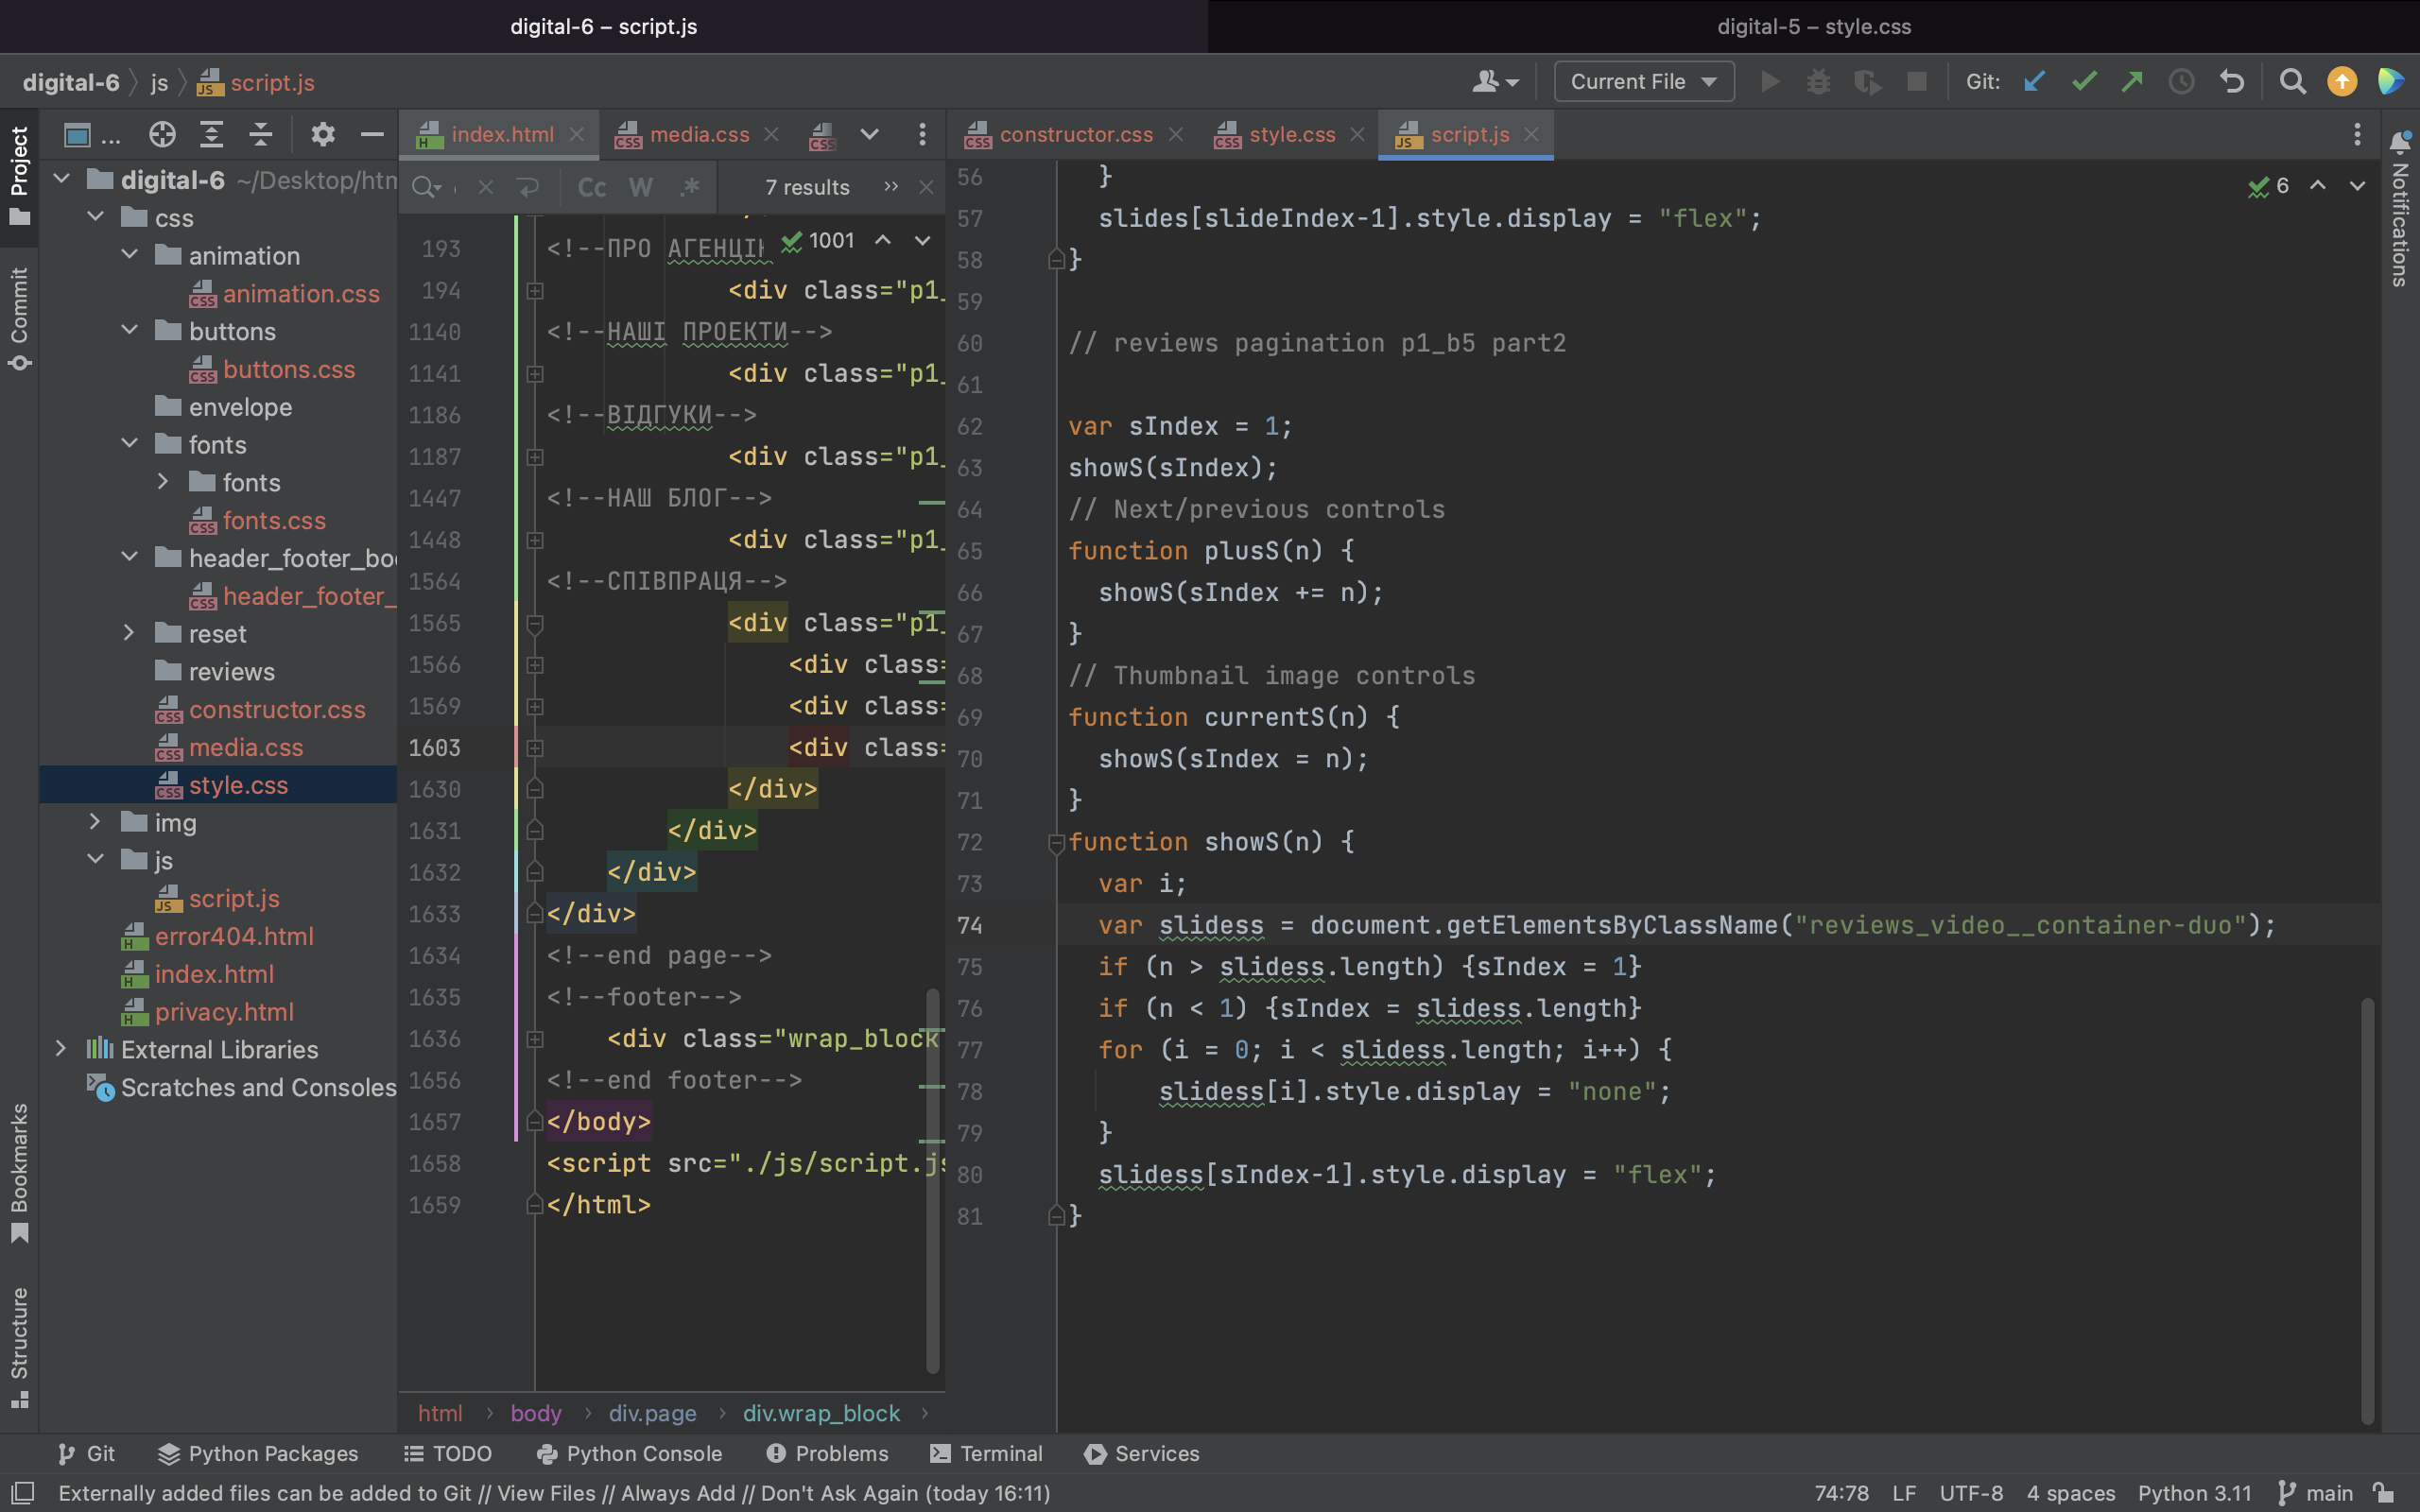 digital-6 – script.js
digital-5 – style.css
digital-6 js script.js
Current File
Git:
Project
Commit
Bookmarks
Structure
Notifications
...
index.html
media.css
constructor.css
style.css
script.js
digital-6 ~/Desktop/htm
css
animation
animation.css
buttons
buttons.css
envelope
fonts
fonts
fonts.css
header_footer_boo
header_footer_
reset
reviews
constructor.css
media.css
style.css
img
js
script.js
error404.html
index.html
privacy.html
External Libraries
Scratches and Consoles
Cc W .* 7 results
1001
193 <!--ПРО АГЕНЦІЮ
194 <div class="p1_
1140 <!--НАШІ ПРОЕКТИ-->
1141 <div class="p1_
1186 <!--ВІДГУКИ-->
1187 <div class="p1_
1447 <!--НАШ БЛОГ-->
1448 <div class="p1_
1564 <!--СПІВПРАЦЯ-->
1565 <div class="p1_
1566 <div class=
1569 <div class=
1603 <div class=
1630 </div>
1631 </div>
1632 </div>
1633 </div>
1634 <!--end page-->
1635 <!--footer-->
1636 <div class="wrap_block
1656 <!--end footer-->
1657 </body>
1658 <script src="./js/script.js
1659 </html>
html body div.page div.wrap_block
6
56 }
57 slides[slideIndex-1].style.display = "flex";
58 }
59
60 // reviews pagination p1_b5 part2
61
62 var sIndex = 1;
63 showS(sIndex);
64 // Next/previous controls
65 function plusS(n) {
66 showS(sIndex += n);
67 }
68 // Thumbnail image controls
69 function currentS(n) {
70 showS(sIndex = n);
71 }
72 function showS(n) {
73 var i;
74 var slidess = document.getElementsByClassName("reviews_video__container-duo");
75 if (n > slidess.length) {sIndex = 1}
76 if (n < 1) {sIndex = slidess.length}
77 for (i = 0; i < slidess.length; i++) {
78 slidess[i].style.display = "none";
79 }
80 slidess[sIndex-1].style.display = "flex";
81 }
Git Python Packages TODO Python Console Problems Terminal Services
Externally added files can be added to Git // View Files // Always Add // Don't Ask Again (today 16:11)
74:78 LF UTF-8 4 spaces Python 3.11 main